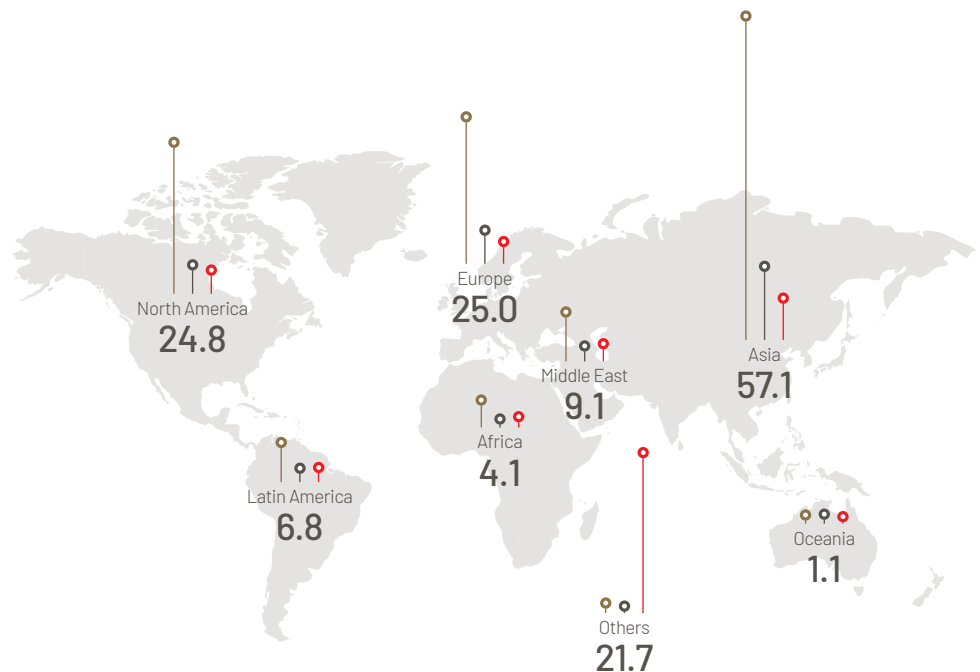 North America
24.8
Europe
25.0
Asia
57.1
Middle East
9.1
Africa
4.1
Latin America
6.8
Oceania
1.1
Others
21.7